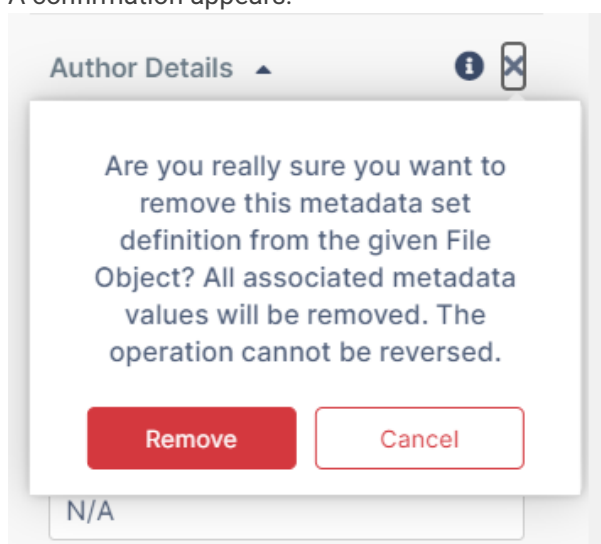 A confirmation appears.
Author Details
Are you really sure you want to
remove this metadata set
definition from the given File
Object? All associated metadata
values will be removed. The
operation cannot be reversed.
Remove
Cancel
N/A